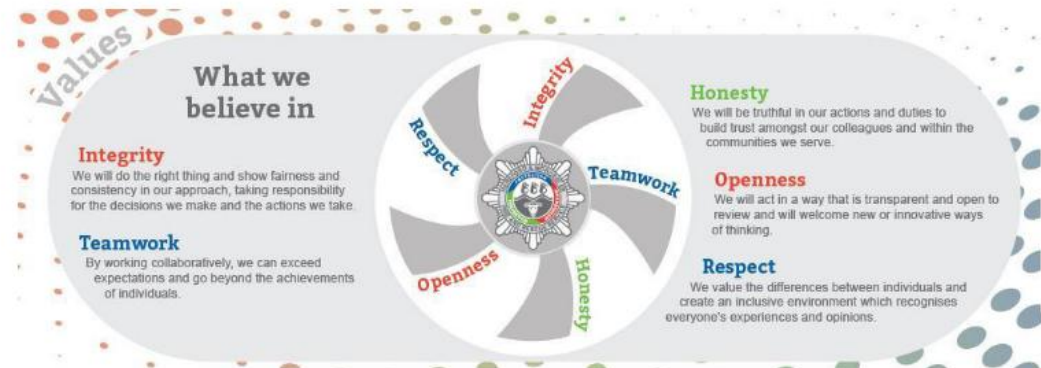 Values
What we
believe in
Integrity
We will do the right thing and show fairness and
consistency in our approach, taking responsibility
for the decisions we make and the actions we take.
Teamwork
By working collaboratively, we can exceed
expectations and go beyond the achievements
of individuals.
Integrity
Teamwork
Honesty
Openness
Respect
Honesty
We will be truthful in our actions and duties to
build trust amongst our colleagues and within the
communities we serve.
Openness
We will act in a way that is transparent and open to
review and will welcome new or innovative ways
of thinking.
Respect
We value the differences between individuals and
create an inclusive environment which recognises
everyone's experiences and opinions.